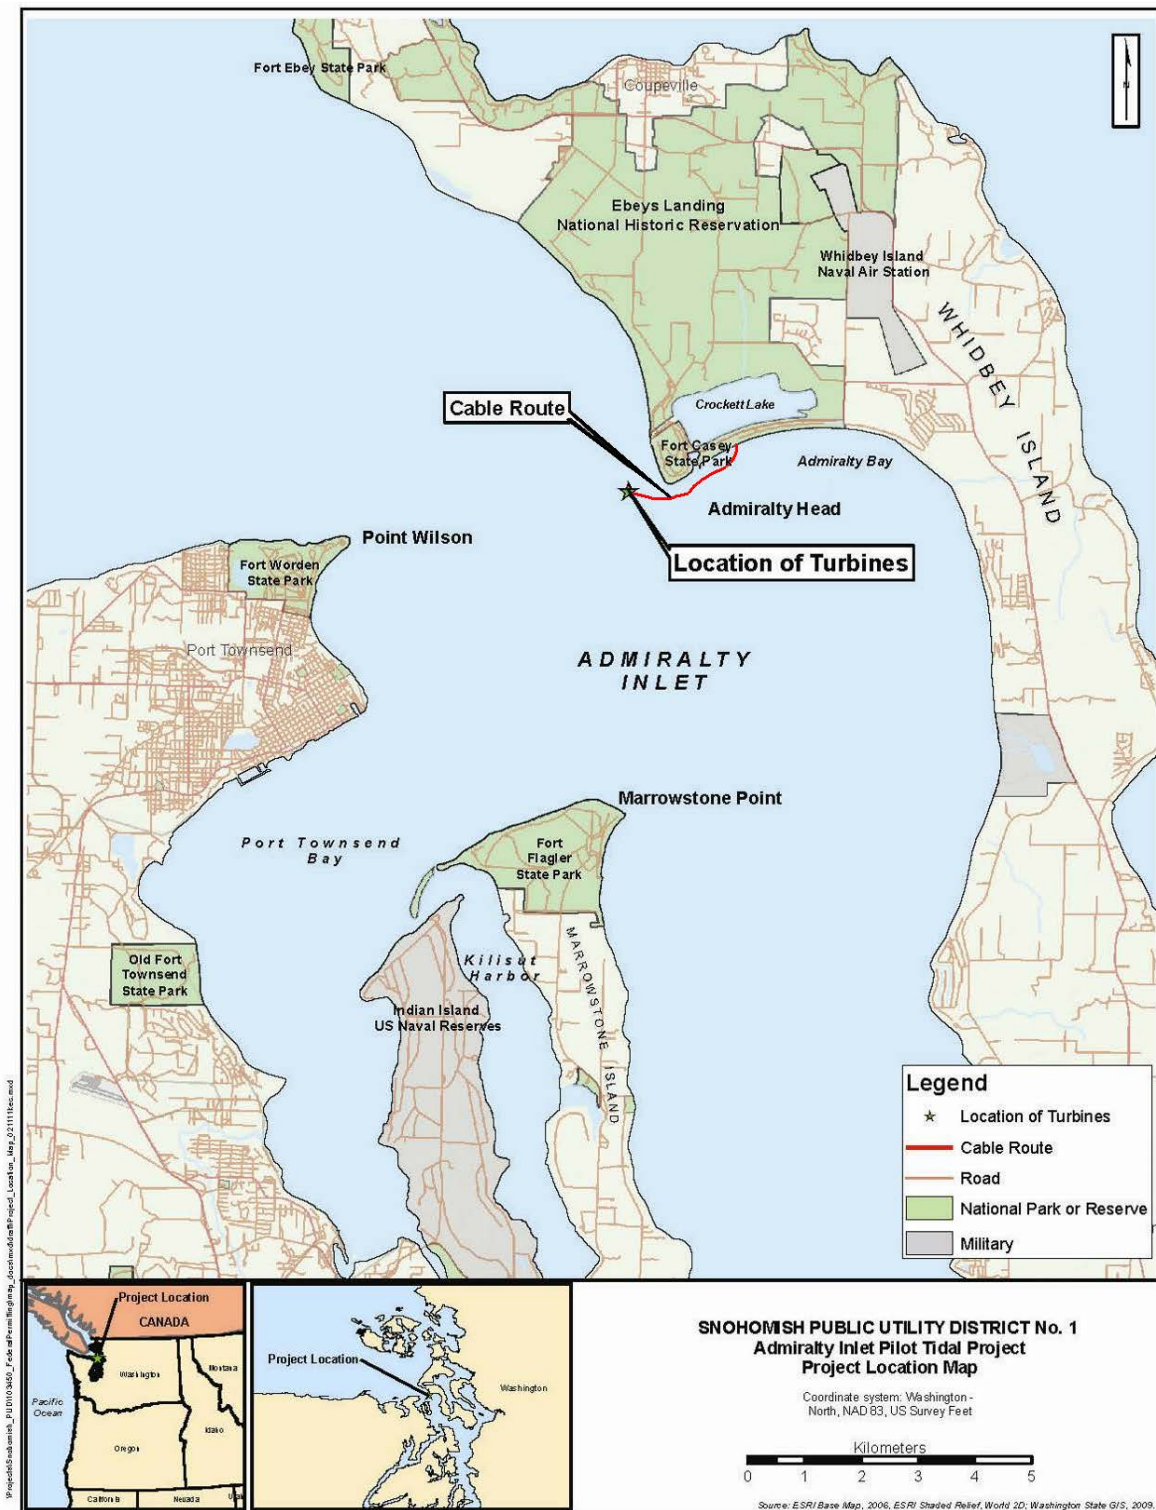 Fort Ebey State Park
Coupeville
N
Ebeys Landing
National Historic Reservation
Whidbey Island
Naval Air Station
WHIDBEY ISLAND
Cable Route
Crockett Lake
Fort Casey
State Park
Admiralty Bay
Admiralty Head
Location of Turbines
Point Wilson
Fort Worden
State Park
Port Townsend
ADMIRALTY
INLET
Marrowstone Point
Port Townsend
Bay
Fort
Flagler
State Park
Old Fort
Townsend
State Park
Kilisut
Harbor
MARROWSTONE ISLAND
Indian Island
US Naval Reserves
Legend
Location of Turbines
Cable Route
Road
National Park or Reserve
Military
Project Location
CANADA
Washington
Montana
Pacific
Ocean
Oregon
Idaho
California
Nevada
Project Location
Washington
SNOHOMISH PUBLIC UTILITY DISTRICT No. 1
Admiralty Inlet Pilot Tidal Project
Project Location Map
Coordinate system: Washington -
North, NAD 83, US Survey Feet
Kilometers
0 1 2 3 4 5
Source: ESRI Base Map, 2006, ESRI Shaded Relief, World 2D; Washington State GIS, 2009.